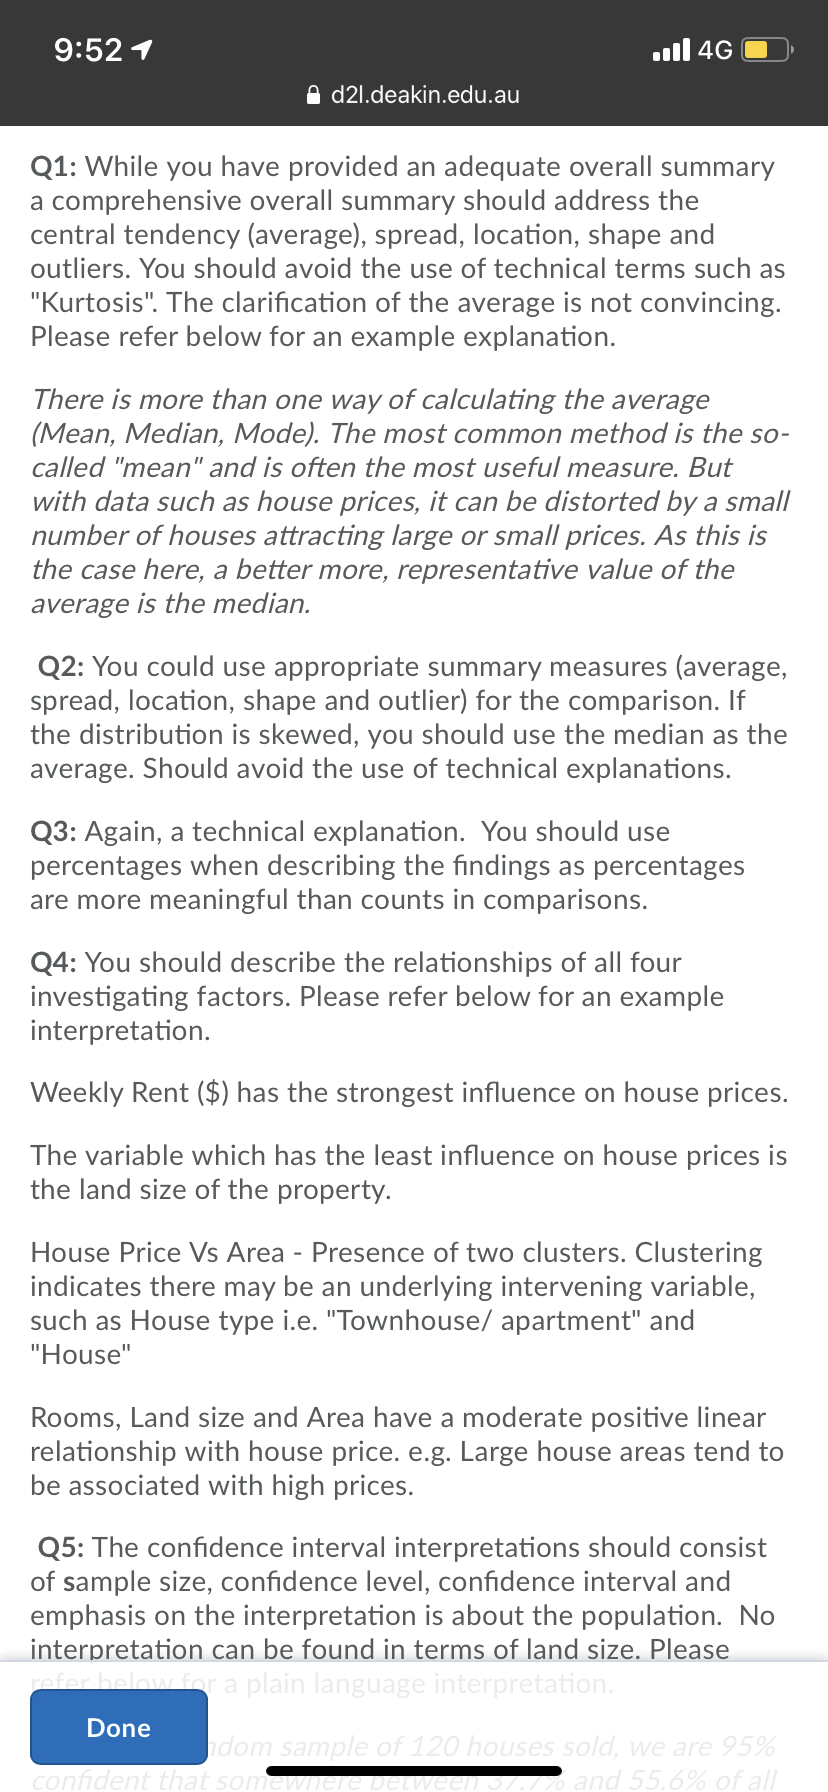 9:52
4G
d2l.deakin.edu.au
Q1: While you have provided an adequate overall summary
a comprehensive overall summary should address the
central tendency (average), spread, location, shape and
outliers. You should avoid the use of technical terms such as
"Kurtosis". The clarification of the average is not convincing.
Please refer below for an example explanation.
There is more than one way of calculating the average
(Mean, Median, Mode). The most common method is the so-
called "mean" and is often the most useful measure. But
with data such as house prices, it can be distorted by a small
number of houses attracting large or small prices. As this is
the case here, a better more, representative value of the
average is the median.
Q2: You could use appropriate summary measures (average,
spread, location, shape and outlier) for the comparison. If
the distribution is skewed, you should use the median as the
average. Should avoid the use of technical explanations.
Q3: Again, a technical explanation.  You should use
percentages when describing the findings as percentages
are more meaningful than counts in comparisons.
Q4: You should describe the relationships of all four
investigating factors. Please refer below for an example
interpretation.
Weekly Rent ($) has the strongest influence on house prices.
The variable which has the least influence on house prices is
the land size of the property.
House Price Vs Area - Presence of two clusters. Clustering
indicates there may be an underlying intervening variable,
such as House type i.e. "Townhouse/ apartment" and
"House"
Rooms, Land size and Area have a moderate positive linear
relationship with house price. e.g. Large house areas tend to
be associated with high prices.
Q5: The confidence interval interpretations should consist
of sample size, confidence level, confidence interval and
emphasis on the interpretation is about the population.  No
interpretation can be found in terms of land size. Please
refer below for a plain language interpretation.
Done
sample of 120 houses sold, we are 95%
confident that somewhere between 37.7% and 55.6% of all